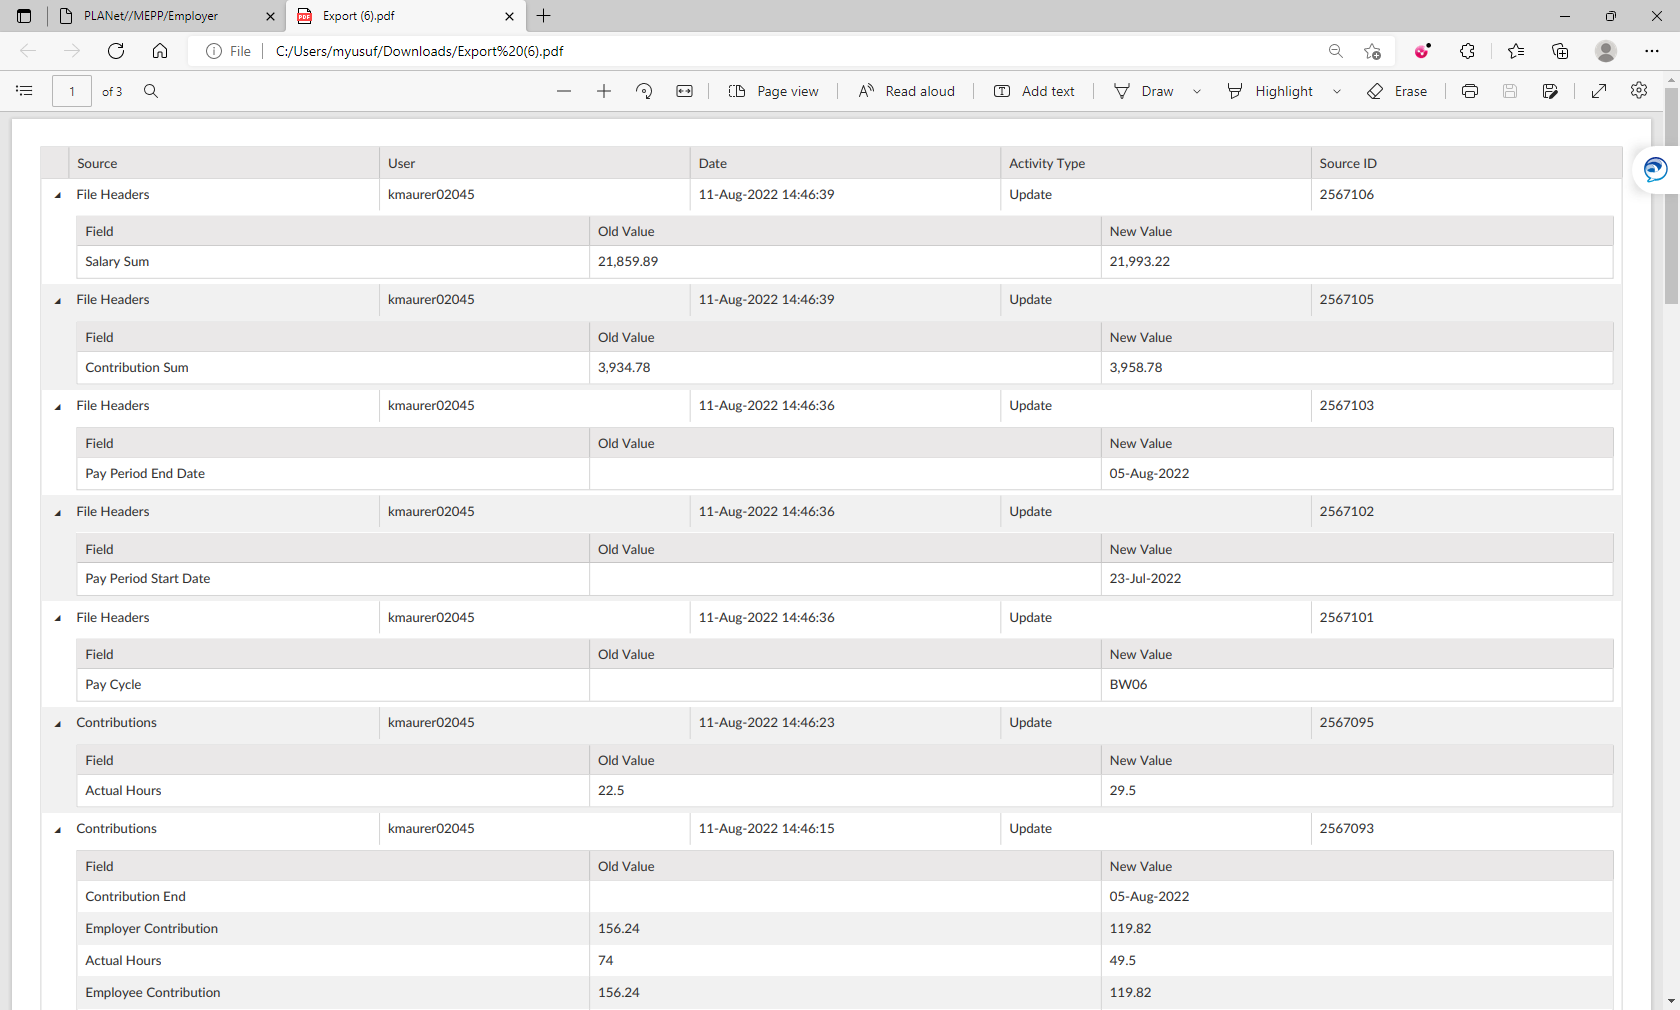 PLANet//MEPP/Employer
Export (6).pdf
File
C:/Users/myusuf/Downloads/Export%20(6).pdf
1 of 3
Page view
Read aloud
Add text
Draw
Highlight
Erase
Source User Date Activity Type Source ID
File Headers kmaurer02045 11-Aug-2022 14:46:39 Update 2567106
Field Old Value New Value
Salary Sum 21,859.89 21,993.22
File Headers kmaurer02045 11-Aug-2022 14:46:39 Update 2567105
Field Old Value New Value
Contribution Sum 3,934.78 3,958.78
File Headers kmaurer02045 11-Aug-2022 14:46:36 Update 2567103
Field Old Value New Value
Pay Period End Date 05-Aug-2022
File Headers kmaurer02045 11-Aug-2022 14:46:36 Update 2567102
Field Old Value New Value
Pay Period Start Date 23-Jul-2022
File Headers kmaurer02045 11-Aug-2022 14:46:36 Update 2567101
Field Old Value New Value
Pay Cycle BW06
Contributions kmaurer02045 11-Aug-2022 14:46:23 Update 2567095
Field Old Value New Value
Actual Hours 22.5 29.5
Contributions kmaurer02045 11-Aug-2022 14:46:15 Update 2567093
Field Old Value New Value
Contribution End 05-Aug-2022
Employer Contribution 156.24 119.82
Actual Hours 74 49.5
Employee Contribution 156.24 119.82